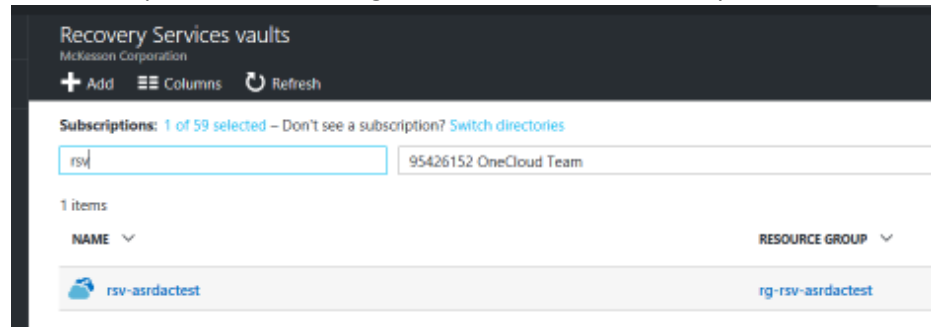 Recovery Services vaults
McKesson Corporation
Add Columns Refresh
Subscriptions: 1 of 59 selected – Don't see a subscription? Switch directories
rsv 95426152 OneCloud Team
1 items
NAME RESOURCE GROUP
rsv-asrdactest rg-rsv-asrdactest